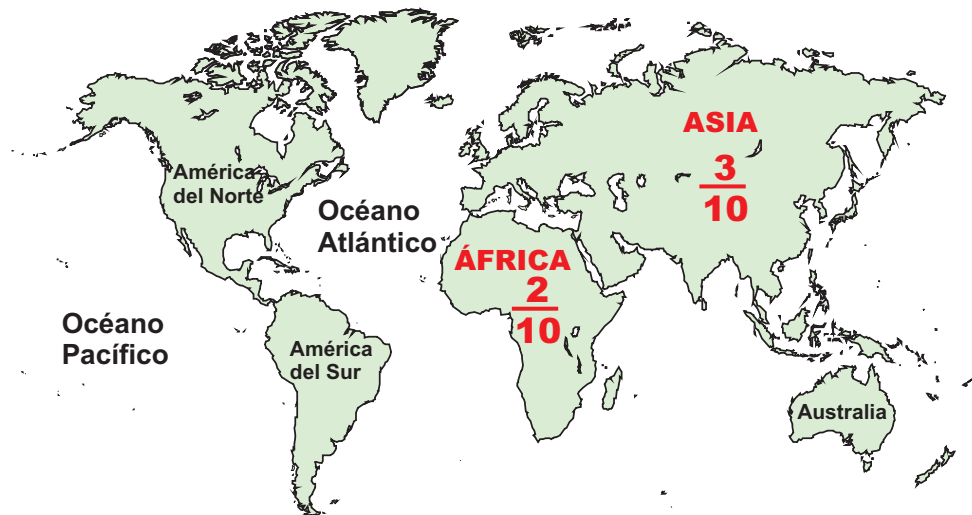 ASIA
3
10
América
del Norte
Océano
Atlántico
ÁFRICA
2
10
Océano
Pacífico
América
del Sur
Australia